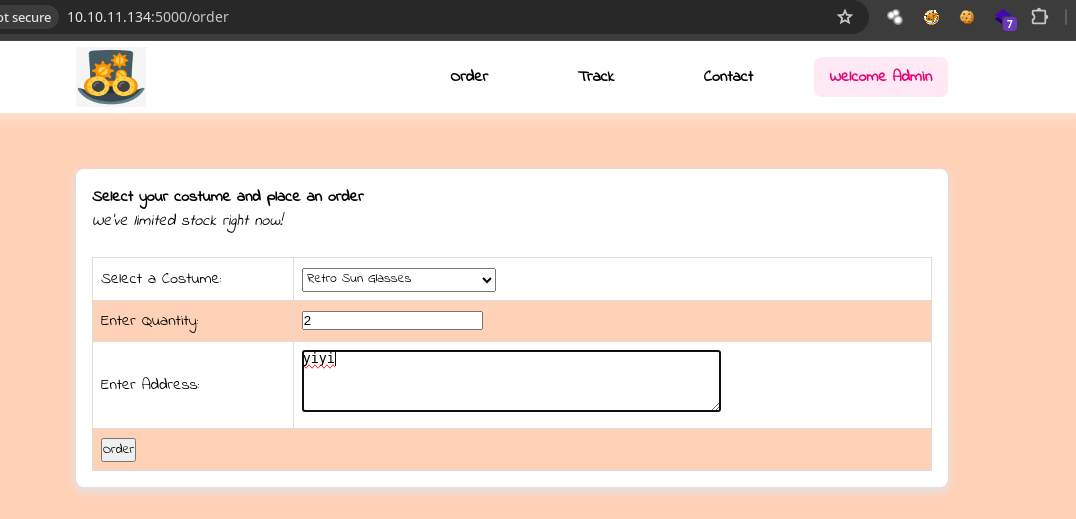 ot secure 10.10.11.134:5000/order
7
Order Track Contact Welcome Admin
Select your costume and place an order
We've limited stock right now!
Select a Costume: Retro Sun Glasses
Enter Quantity: 2
Enter Address: yiyi
Order